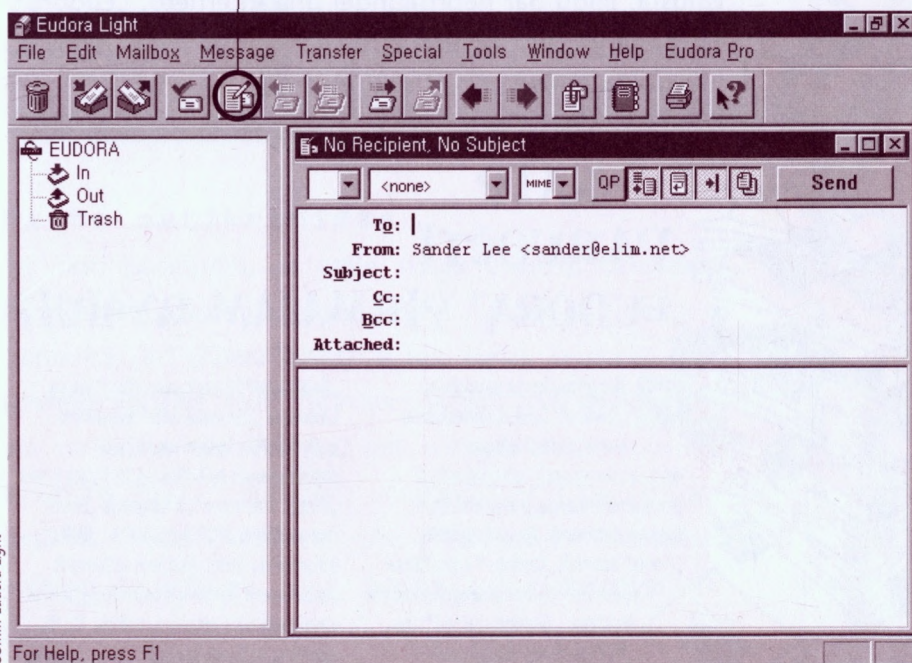 Eudora Light
File Edit Mailbox Message Transfer Special Tools Window Help Eudora Pro
EUDORA
In
Out
Trash
No Recipient, No Subject
<none> MIME QP Send
To:
From: Sander Lee <sander@elim.net>
Subject:
Cc:
Bcc:
Attached:
For Help, press F1